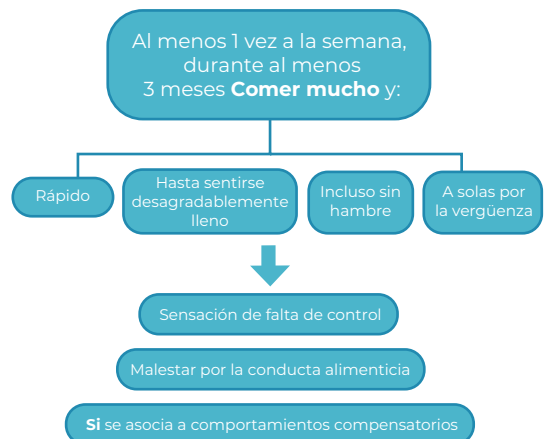 Al menos 1 vez a la semana,
durante al menos
3 meses Comer mucho y:
Rápido
Hasta sentirse
desagradablemente
lleno
Incluso sin
hambre
A solas por
la vergüenza
Sensación de falta de control
Malestar por la conducta alimenticia
Si se asocia a comportamientos compensatorios